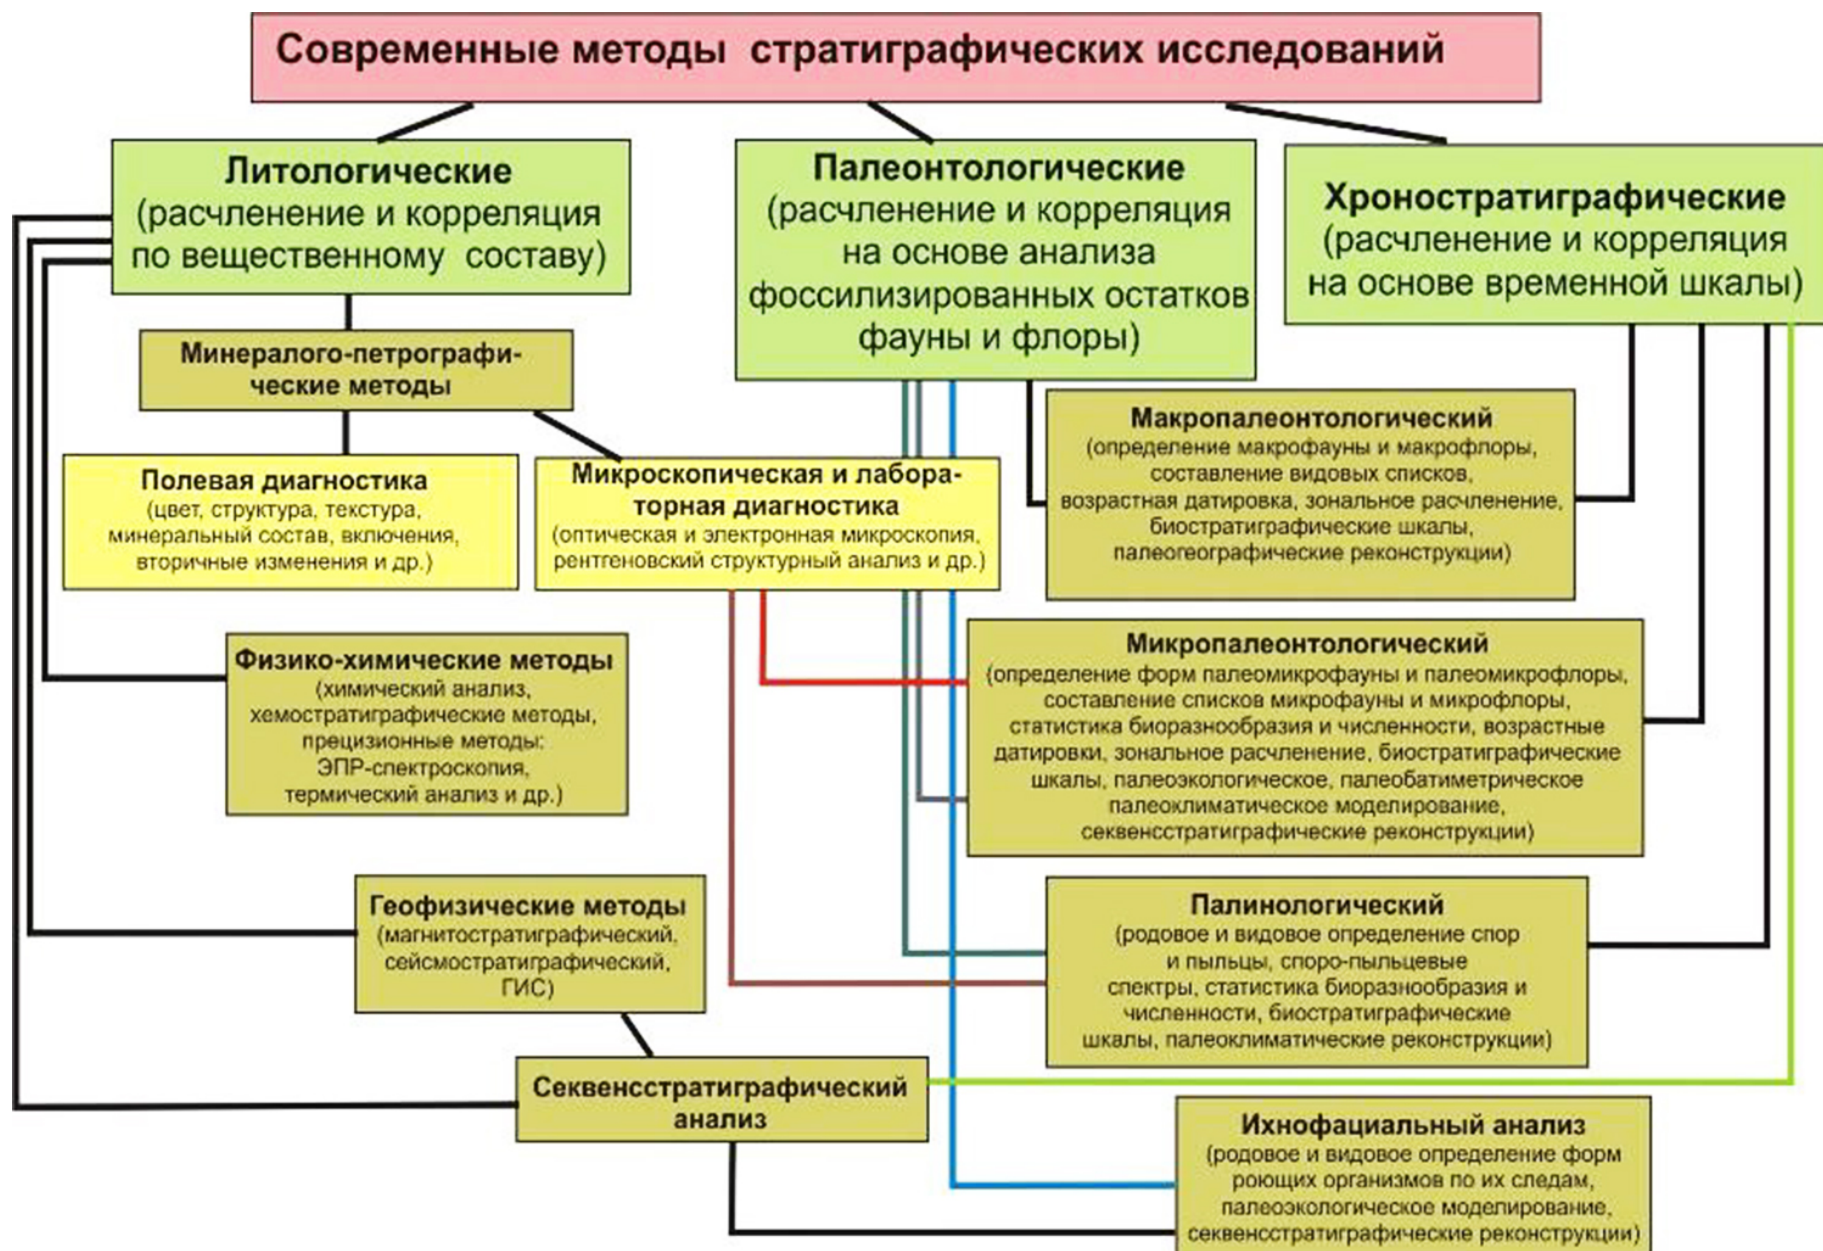 Современные методы стратиграфических исследований
Литологические
(расчленение и корреляция
по вещественному составу)
Палеонтологические
(расчленение и корреляция
на основе анализа
фоссилизированных остатков
фауны и флоры)
Хроностратиграфические
(расчленение и корреляция
на основе временной шкалы)
Минералого-петрографи-
ческие методы
Полевая диагностика
(цвет, структура, текстура,
минеральный состав, включения,
вторичные изменения и др.)
Микроскопическая и лабора-
торная диагностика
(оптическая и электронная микроскопия,
рентгеновский структурный анализ и др.)
Макропалеонтологический
(определение макрофауны и макрофлоры,
составление видовых списков,
возрастная датировка, зональное расчленение,
биостратиграфические шкалы,
палеогеографические реконструкции)
Физико-химические методы
(химический анализ,
хемостратиграфические методы,
прецизионные методы:
ЭПР-спектроскопия,
термический анализ и др.)
Микропалеонтологический
(определение форм палеомикрофауны и палеомикрофлоры,
составление списков микрофауны и микрофлоры,
статистика биоразнообразия и численности, возрастные
датировки, зональное расчленение, биостратиграфические
шкалы, палеоэкологическое, палеобатиметрическое
палеоклиматическое моделирование,
секвенсстратиграфические реконструкции)
Геофизические методы
(магнитостратиграфический,
сейсмостратиграфический,
ГИС)
Палинологический
(родовое и видовое определение спор
и пыльцы, споро-пыльцевые
спектры, статистика биоразнообразия и
численности, биостратиграфические
шкалы, палеоклиматические реконструкции)
Секвенсстратиграфический
анализ
Ихнофациальный анализ
(родовое и видовое определение форм
роющих организмов по их следам,
палеоэкологическое моделирование,
секвенсстратиграфические реконструкции)